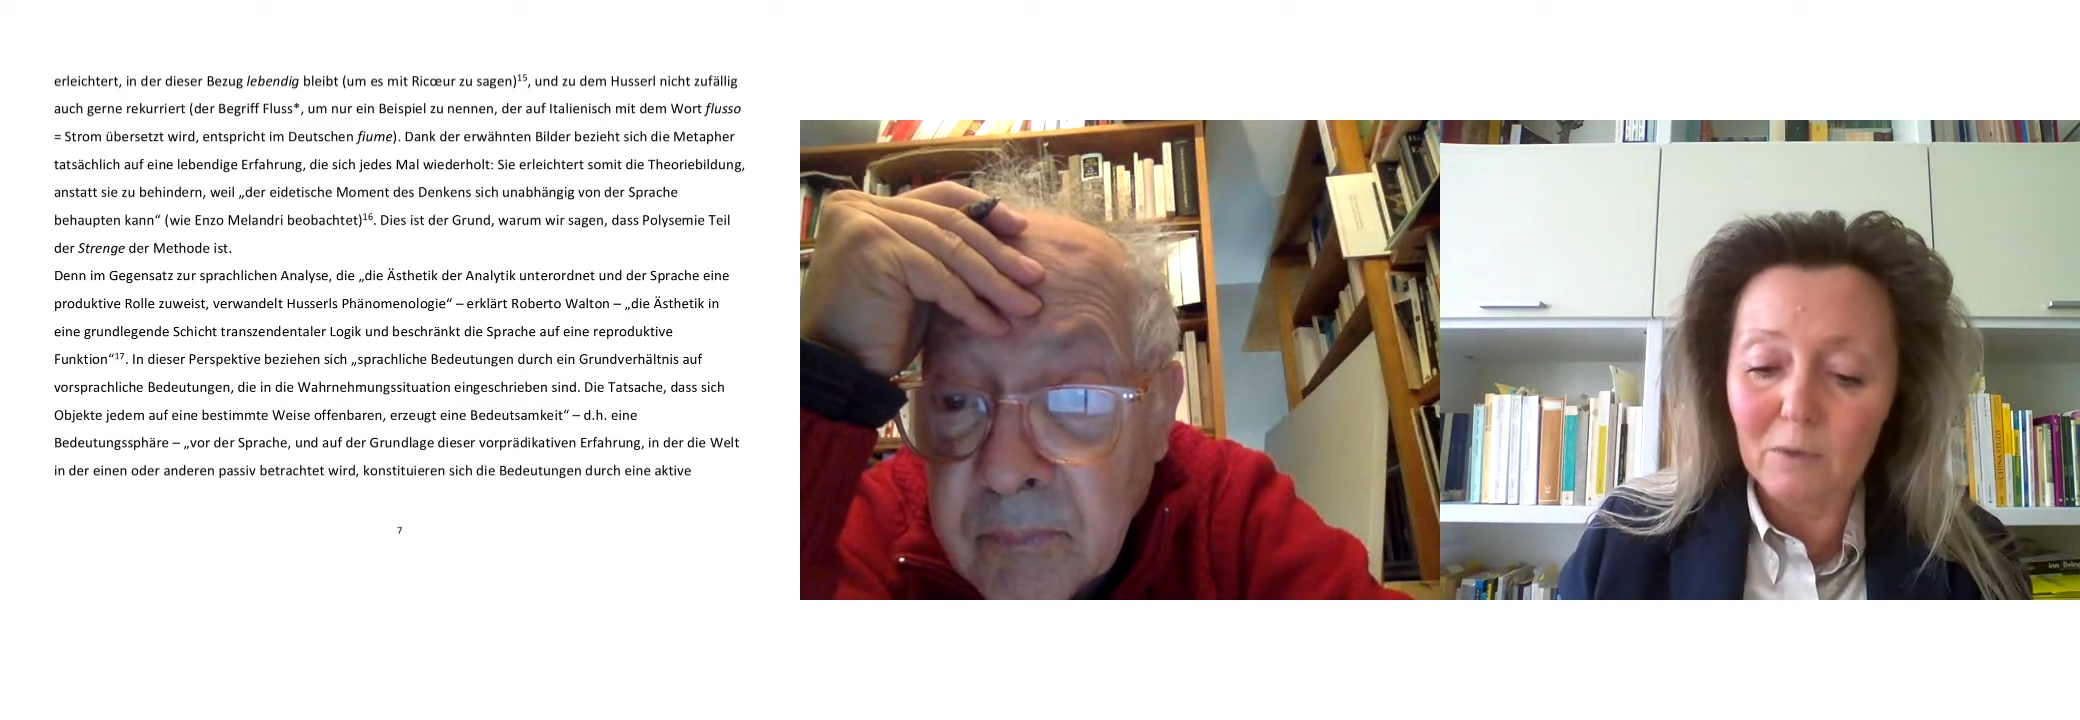 erleichtert, in der dieser Bezug lebendig bleibt (um es mit Ricœur zu sagen)15, und zu dem Husserl nicht zufällig
auch gerne rekurriert (der Begriff Fluss*, um nur ein Beispiel zu nennen, der auf Italienisch mit dem Wort flusso
= Strom übersetzt wird, entspricht im Deutschen fiume). Dank der erwähnten Bilder bezieht sich die Metapher
tatsächlich auf eine lebendige Erfahrung, die sich jedes Mal wiederholt: Sie erleichtert somit die Theoriebildung,
anstatt sie zu behindern, weil „der eidetische Moment des Denkens sich unabhängig von der Sprache
behaupten kann“ (wie Enzo Melandri beobachtet)16. Dies ist der Grund, warum wir sagen, dass Polysemie Teil
der Strenge der Methode ist.
Denn im Gegensatz zur sprachlichen Analyse, die „die Ästhetik der Analytik unterordnet und der Sprache eine
produktive Rolle zuweist, verwandelt Husserls Phänomenologie“ – erklärt Roberto Walton – „die Ästhetik in
eine grundlegende Schicht transzendentaler Logik und beschränkt die Sprache auf eine reproduktive
Funktion“17. In dieser Perspektive beziehen sich „sprachliche Bedeutungen durch ein Grundverhältnis auf
vorsprachliche Bedeutungen, die in die Wahrnehmungssituation eingeschrieben sind. Die Tatsache, dass sich
Objekte jedem auf eine bestimmte Weise offenbaren, erzeugt eine Bedeutsamkeit“ – d.h. eine
Bedeutungssphäre – „vor der Sprache, und auf der Grundlage dieser vorprädikativen Erfahrung, in der die Welt
in der einen oder anderen passiv betrachtet wird, konstituieren sich die Bedeutungen durch eine aktive
7
CHINA STUDY
inn_living